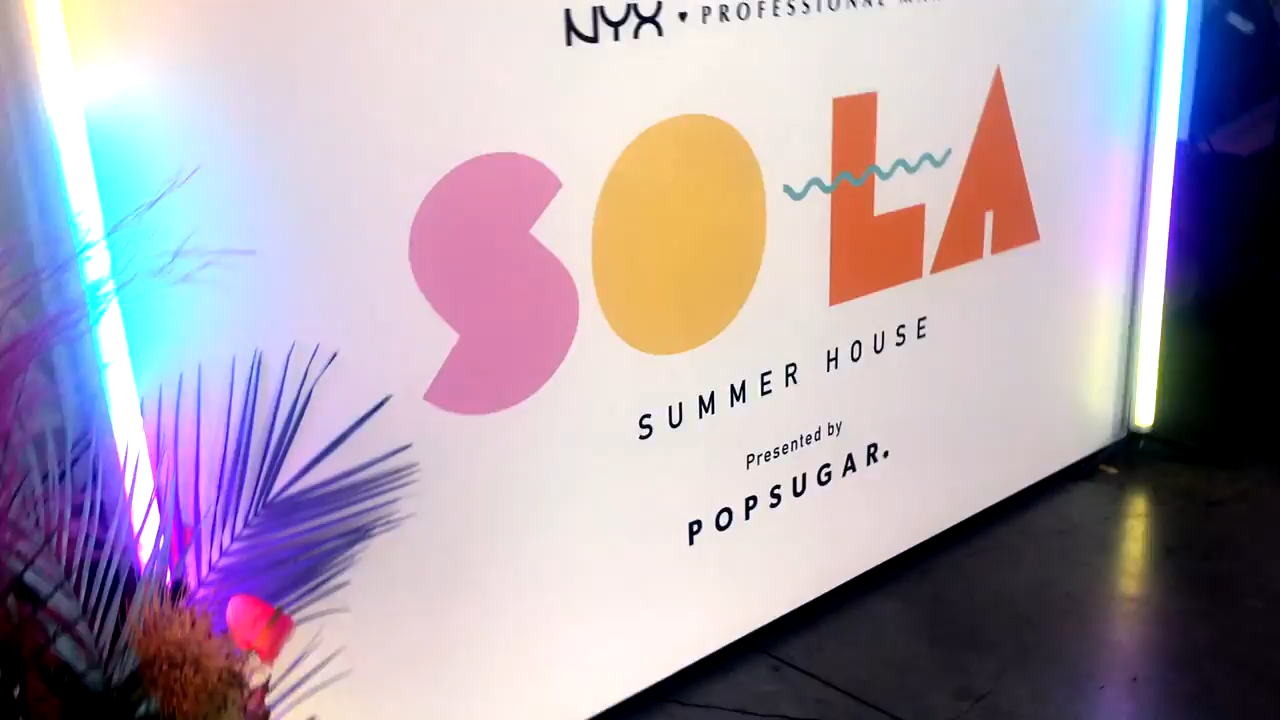 NYX ♥ PROFESSIONAL
SOLA
SUMMER HOUSE
Presented by
POPSUGAR.